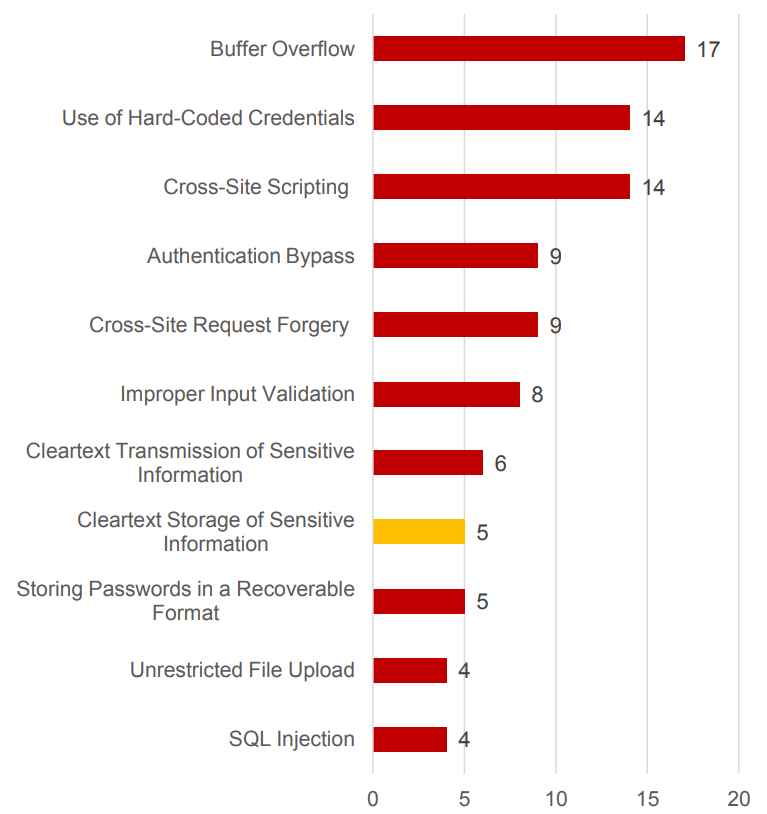 Buffer Overflow 17
Use of Hard-Coded Credentials 14
Cross-Site Scripting 14
Authentication Bypass 9
Cross-Site Request Forgery 9
Improper Input Validation 8
Cleartext Transmission of Sensitive
Information 6
Cleartext Storage of Sensitive
Information 5
Storing Passwords in a Recoverable
Format 5
Unrestricted File Upload 4
SQL Injection 4
0 5 10 15 20